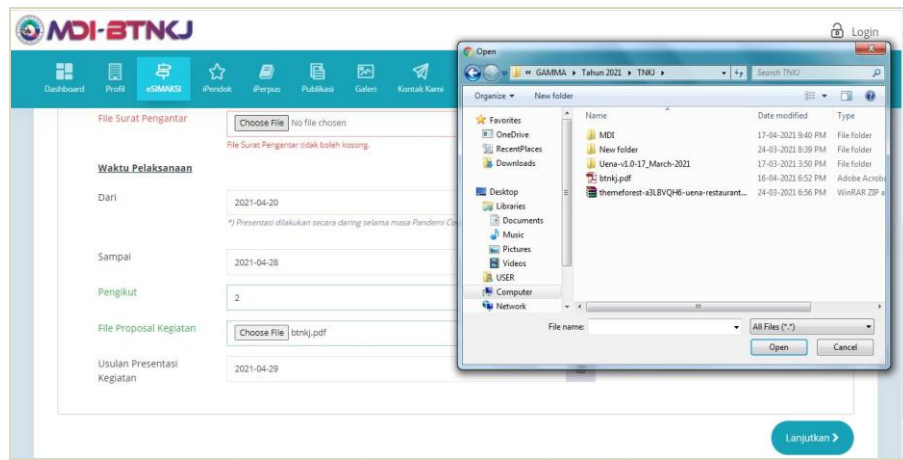 MDI-BTNKJ
Login
Dashboard Profil eSIMAKSI iPendok iPerpus Publikasi Galeri Kontak Kami
File Surat Pengantar
Choose File No file chosen
File Surat Pengantar tidak boleh kosong.
Waktu Pelaksanaan
Dari
2021-04-20
*) Presentasi dilakukan secara daring selama masa Pandemi
Sampai
2021-04-28
Pengikut
2
File Proposal Kegiatan
Choose File btnkj.pdf
Usulan Presentasi
Kegiatan
2021-04-29
Lanjutkan
Open
« GAMMA Tahun 2021 TNKJ
Search TNKJ
Organize New folder
Favorites
OneDrive
RecentPlaces
Downloads
Desktop
Libraries
Documents
Music
Pictures
Videos
USER
Computer
Network
Name Date modified Type
MDI 17-04-2021 9:40 PM File folder
New folder 24-03-2021 8:39 PM File folder
Uena-v1.0-17_March-2021 17-03-2021 3:50 PM File folder
btnkj.pdf 16-04-2021 6:52 PM Adobe Acroba
themeforest-a3LBVQH6-uena-restaurant... 24-03-2021 6:56 PM WinRAR ZIP a
File name:
All Files (*.*)
Open Cancel